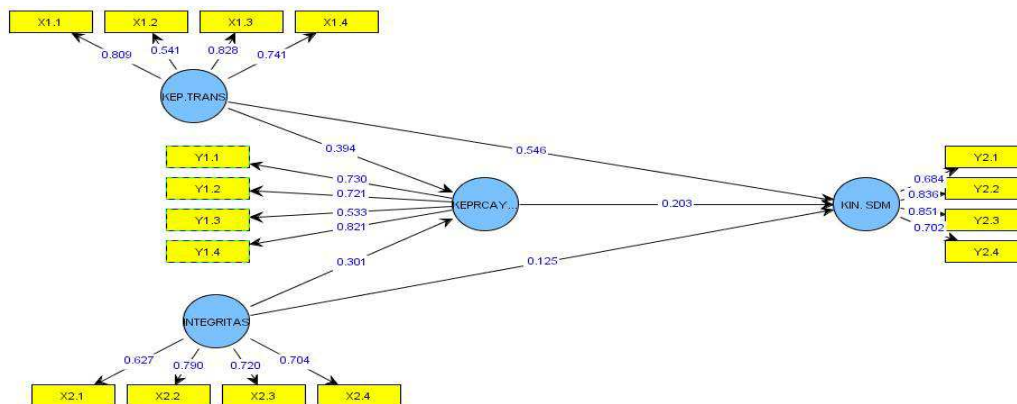 X1.1 X1.2 X1.3 X1.4
0.809 0.541 0.828 0.741
KEP.TRANS
0.394
0.546
Y1.1
Y1.2
Y1.3
Y1.4
0.730
0.721
0.533
0.821
KEPRCAY...
0.203
KIN. SDM
0.684
0.836
0.851
0.702
Y2.1
Y2.2
Y2.3
Y2.4
0.301
0.125
INTEGRITAS
0.627 0.790 0.720 0.704
X2.1 X2.2 X2.3 X2.4